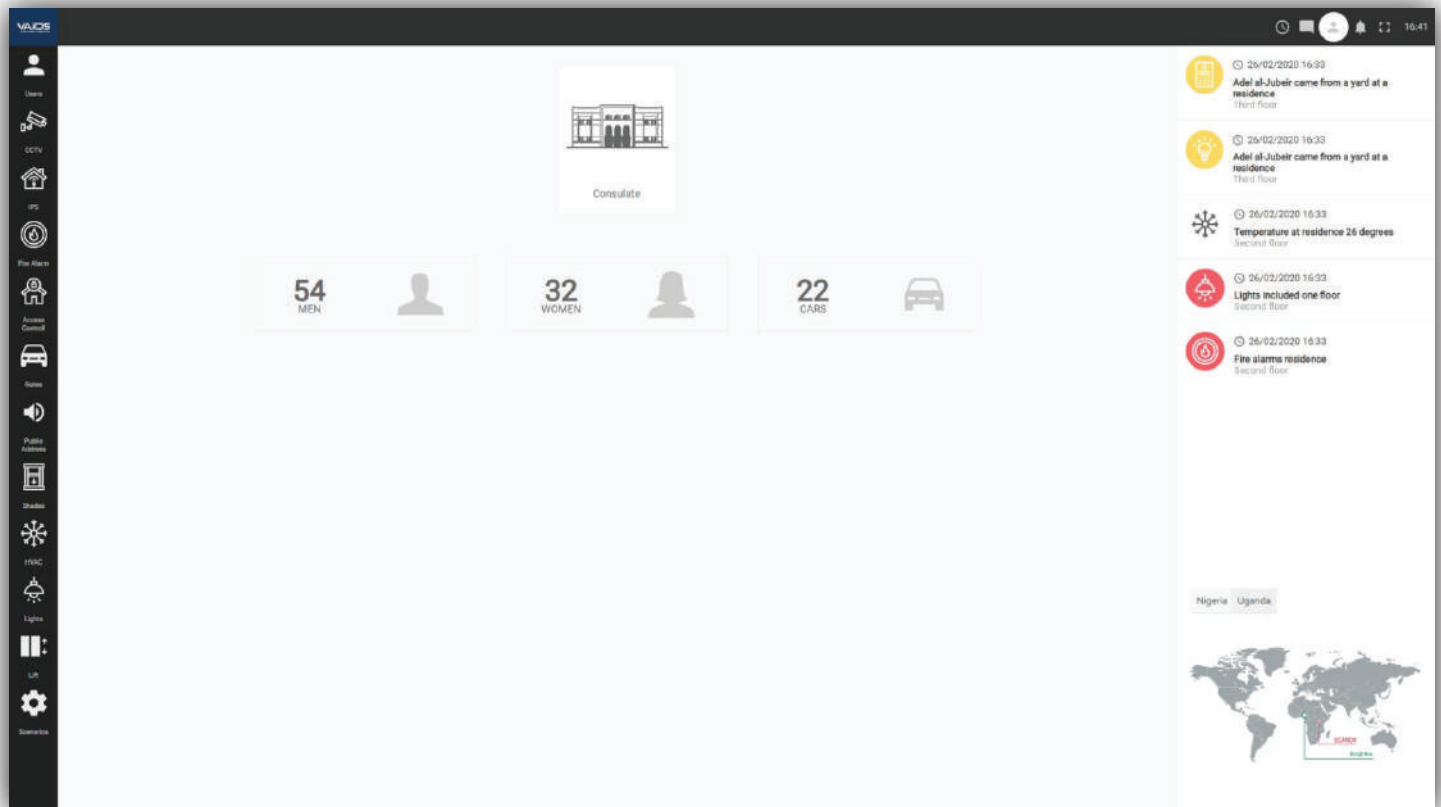 VAIOS
16:41
Users
CCTV
IPS
Fire Alarm
Access
Control
Gates
Public
Address
Shades
HVAC
Lights
Lift
Scenarios
Consulate
54
MEN
32
WOMEN
22
CARS
26/02/2020 16:33
Adel al-Jubeir came from a yard at a
residence
Third floor
26/02/2020 16:33
Adel al-Jubeir came from a yard at a
residence
Third floor
26/02/2020 16:33
Temperature at residence 26 degrees
Second floor
26/02/2020 16:33
Lights included one floor
Second floor
26/02/2020 16:33
Fire alarms residence
Second floor
Nigeria Uganda
UGANDA
NIGERIA